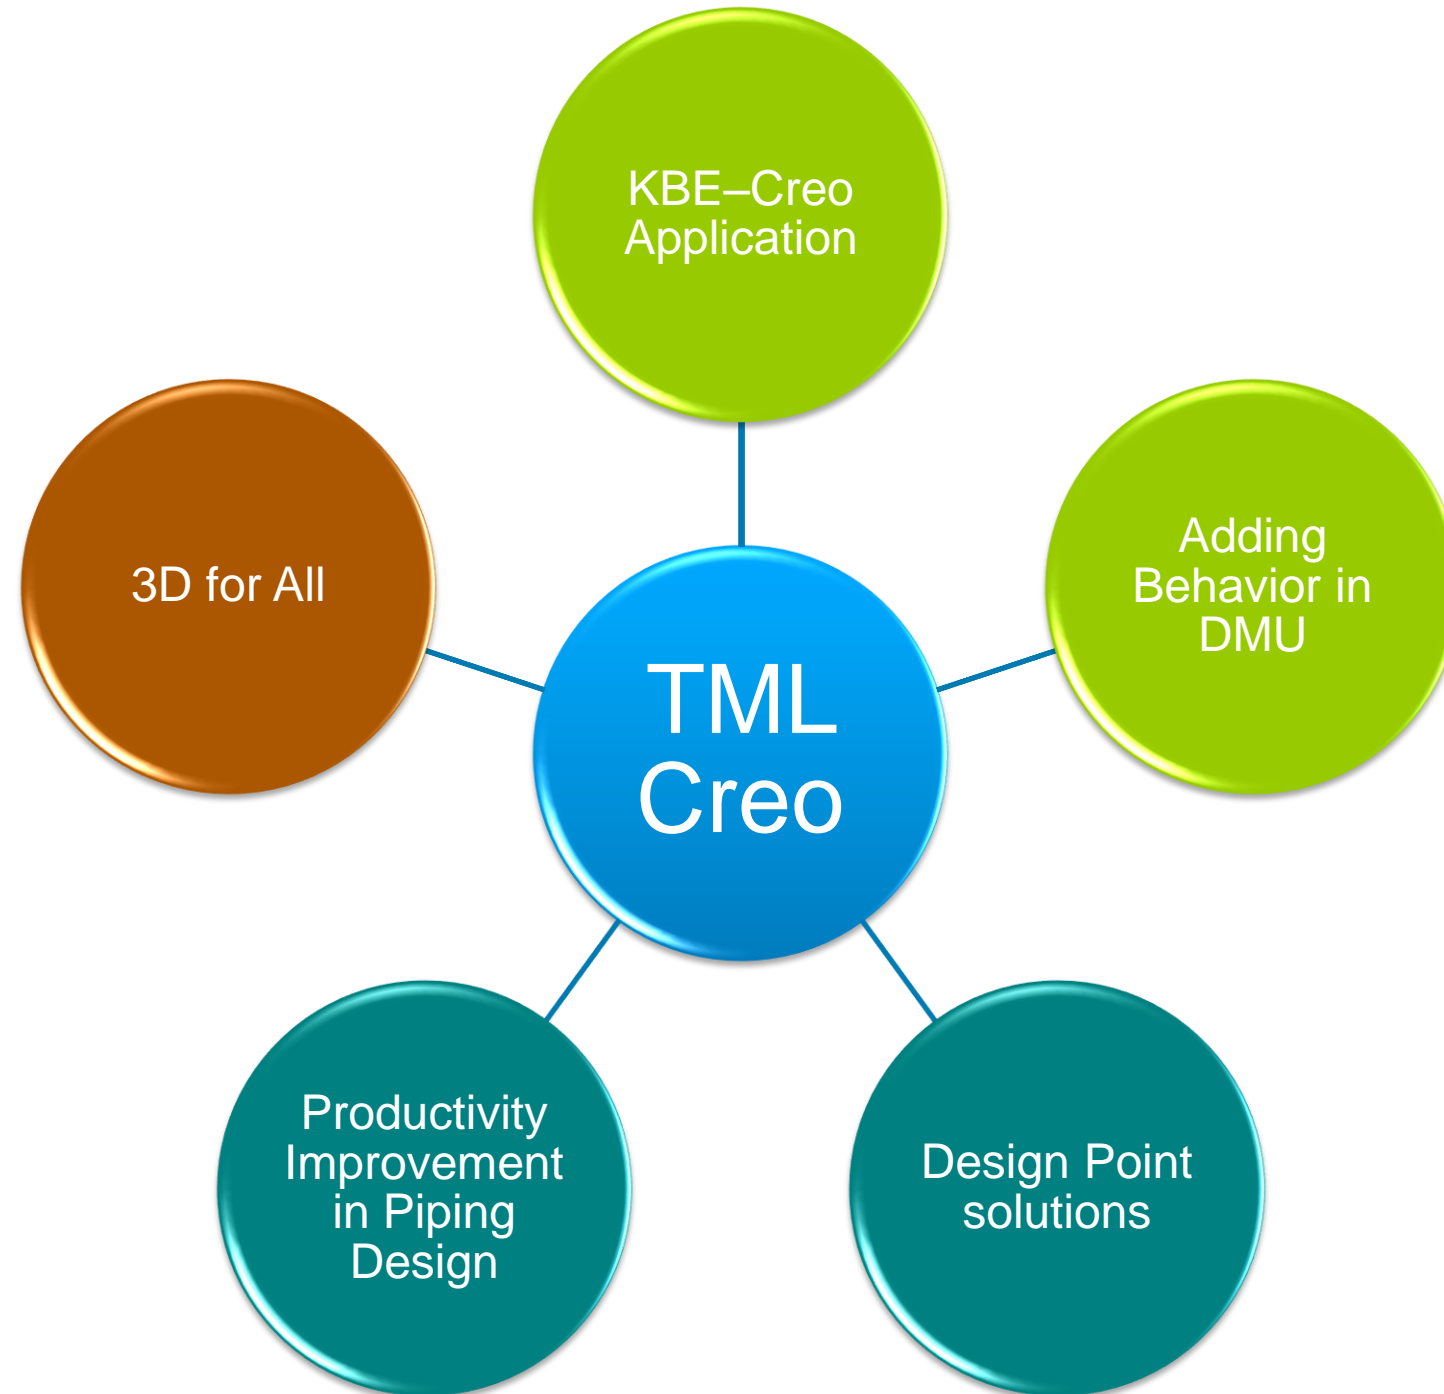 KBE–Creo
Application
3D for All
Adding
Behavior in
DMU
TML
Creo
Productivity
Improvement
in Piping
Design
Design Point
solutions